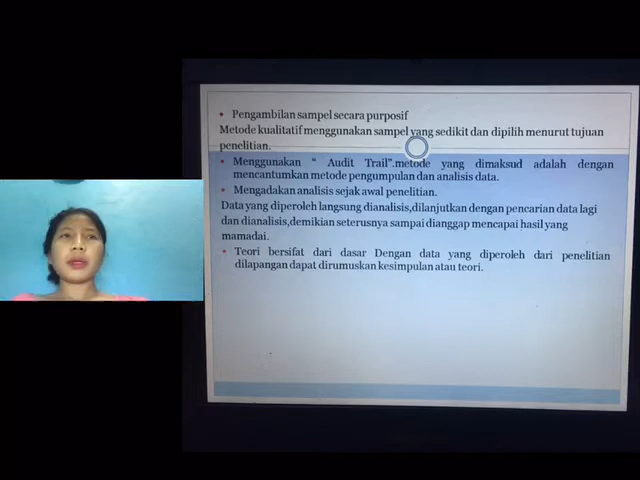 • Pengambilan sampel secara purposif
Metode kualitatif menggunakan sampel yang sedikit dan dipilih menurut tujuan
penelitian.
• Menggunakan “ Audit Trail”.metode yang dimaksud adalah dengan
mencantumkan metode pengumpulan dan analisis data.
• Mengadakan analisis sejak awal penelitian.
Data yang diperoleh langsung dianalisis,dilanjutkan dengan pencarian data lagi
dan dianalisis,demikian seterusnya sampai dianggap mencapai hasil yang
mamadai.
• Teori bersifat dari dasar Dengan data yang diperoleh dari penelitian
dilapangan dapat dirumuskan kesimpulan atau teori.